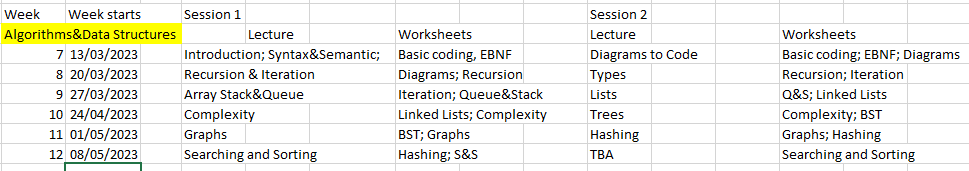 Week Week starts Session 1 Session 2
Algorithms&Data Structures Lecture Worksheets Lecture Worksheets
7 13/03/2023 Introduction; Syntax&Semantic; Basic coding, EBNF Diagrams to Code Basic coding; EBNF; Diagrams
8 20/03/2023 Recursion & Iteration Diagrams; Recursion Types Recursion; Iteration
9 27/03/2023 Array Stack&Queue Iteration; Queue&Stack Lists Q&S; Linked Lists
10 24/04/2023 Complexity Linked Lists; Complexity Trees Complexity; BST
11 01/05/2023 Graphs BST; Graphs Hashing Graphs; Hashing
12 08/05/2023 Searching and Sorting Hashing; S&S TBA Searching and Sorting